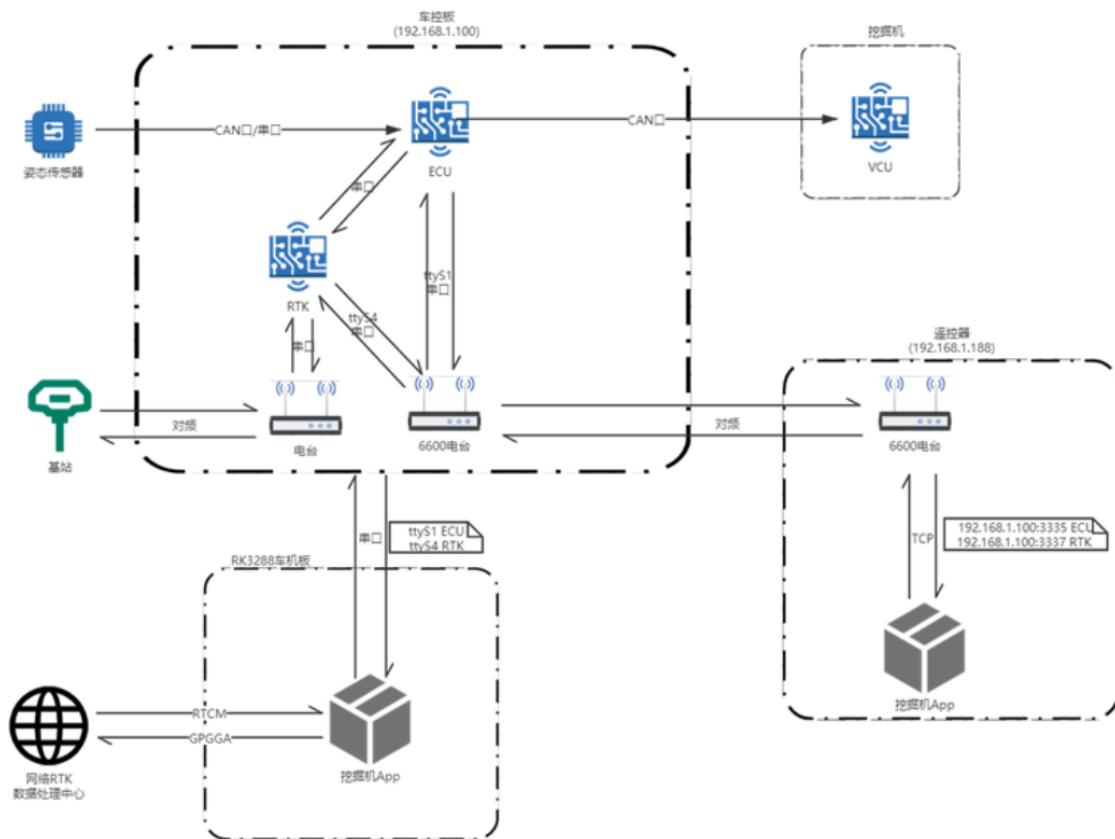 车控板
(192.168.1.100)
挖掘机
CAN口/串口
CAN口
姿态传感器
ECU
VCU
串口
ttyS1
串口
RTK
ttyS4
串口
串口
遥控器
(192.168.1.188)
对频
对频
基站
电台
6600电台
6600电台
串口
ttyS1 ECU
ttyS4 RTK
TCP
192.168.1.100:3335 ECU
192.168.1.100:3337 RTK
RK3288车机板
挖掘机App
RTCM
GPGGA
网络RTK
数据处理中心
挖掘机App